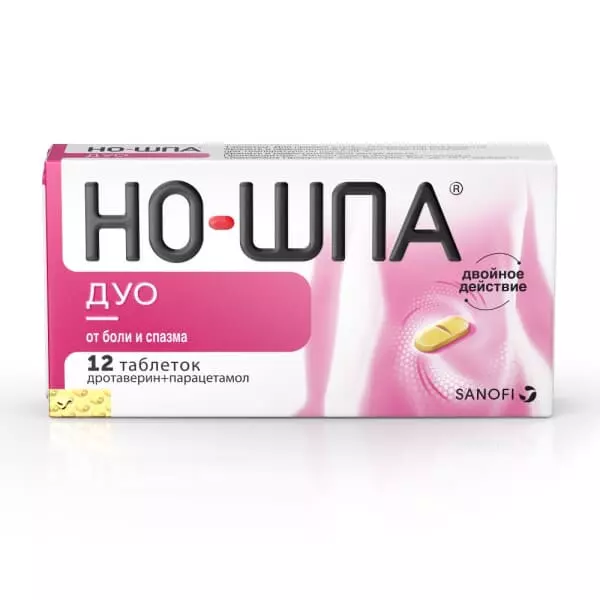 НО-ШПА®
ДУО
от боли и спазма
12 таблеток
дротаверин+парацетамол
двойное
действие
SANOFI